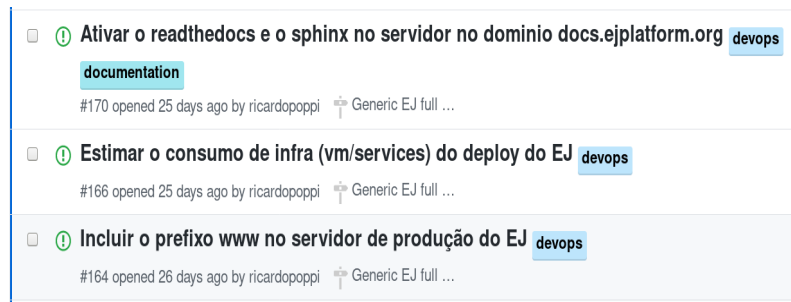 Ativar o readthedocs e o sphinx no servidor no dominio docs.ejplatform.org devops
documentation
#170 opened 25 days ago by ricardopoppi Generic EJ full ...
Estimar o consumo de infra (vm/services) do deploy do EJ devops
#166 opened 25 days ago by ricardopoppi Generic EJ full ...
Incluir o prefixo www no servidor de produção do EJ devops
#164 opened 26 days ago by ricardopoppi Generic EJ full ...